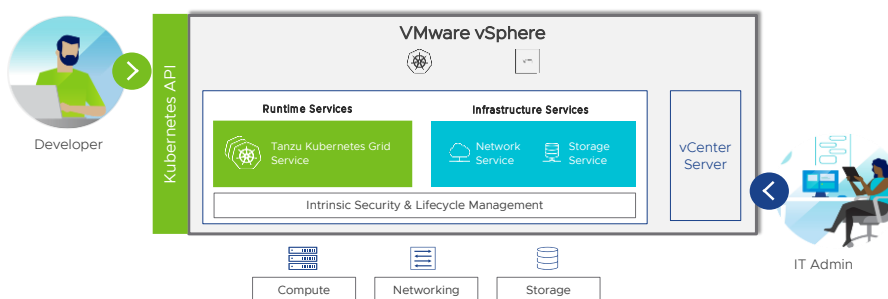 VMware vSphere
Developer
Kubernetes API
Runtime Services
Infrastructure Services
Tanzu Kubernetes Grid
Service
Network
Service
Storage
Service
Intrinsic Security & Lifecycle Management
vCenter
Server
IT Admin
Compute
Networking
Storage